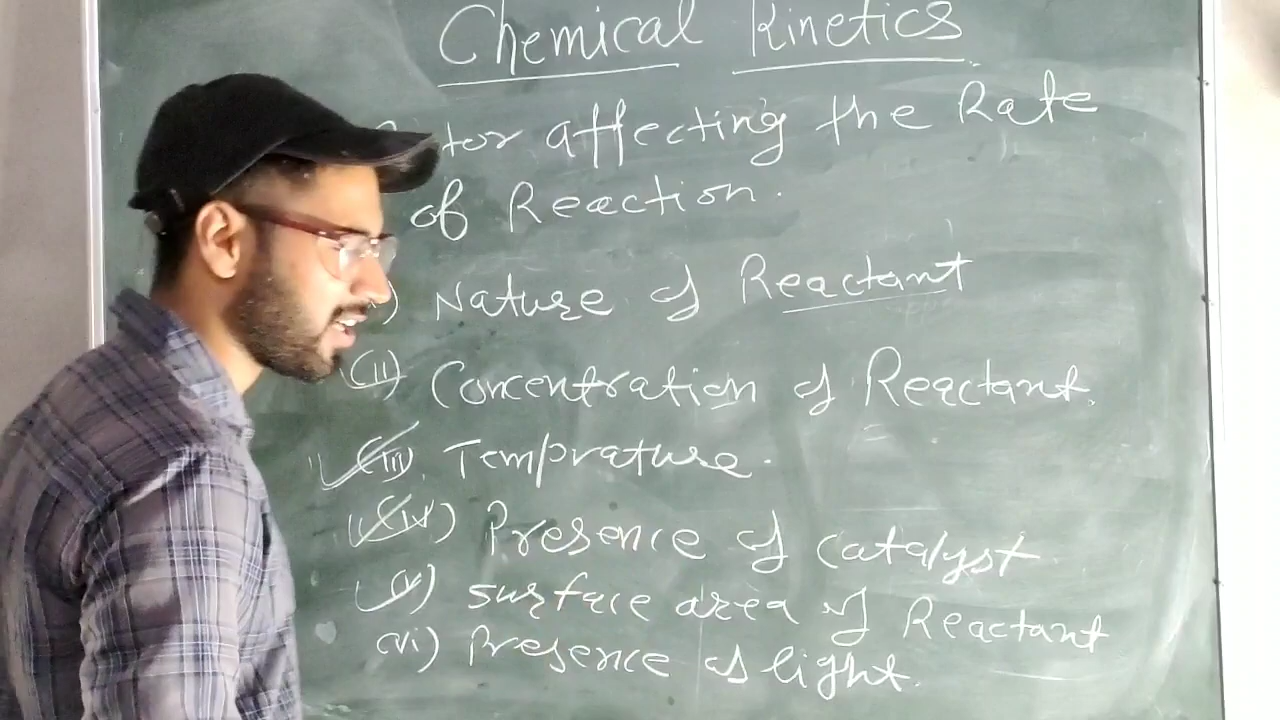 Chemical Kinetics
tor affecting the Rate
of Reaction.
) Nature of Reactant
(ii) Concentration of Reactant.
(iii) Temprature.
(iv) Presence of catalyst
(v) surface area of Reactant
(vi) Presence of light.